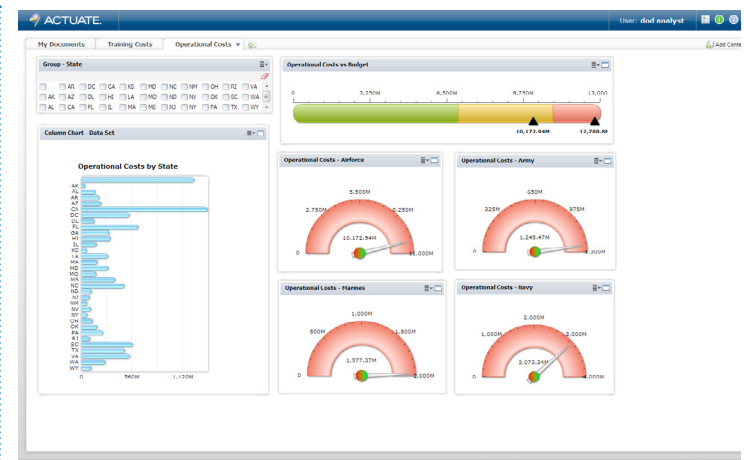 ACTUATE.
User: dod analyst
My Documents Training Costs Operational Costs
Add Conte
Group - State
AR DC GA KS MD NC NM OH RI VA
AK AZ DL HI LA MO ND NV OK SC WA
AL CA FL IL MA MS NJ NY PA TX WY
Operational Costs vs Budget
0 3,250M 6,500M 9,750M 13,000
10,172.94M 12,788.8
Column Chart - Data Set
Operational Costs by State
AK
AL
AR
AZ
CA
DC
DL
FL
GA
HI
IL
KS
LA
MA
MD
MO
MS
NC
ND
NJ
NM
NV
NY
OH
OK
PA
RI
SC
TX
VA
WA
WY
0 560M 1,120M
Operational Costs - Airforce
5,500M
2,750M 8,250M
10,172.94M
0 11,000M
Operational Costs - Army
650M
325M 975M
1,245.47M
0 1,300M
Operational Costs - Marines
1,000M
500M 1,500M
1,977.37M
0 2,000M
Operational Costs - Navy
2,000M
1,000M 3,000M
3,073.34M
0 4,000M